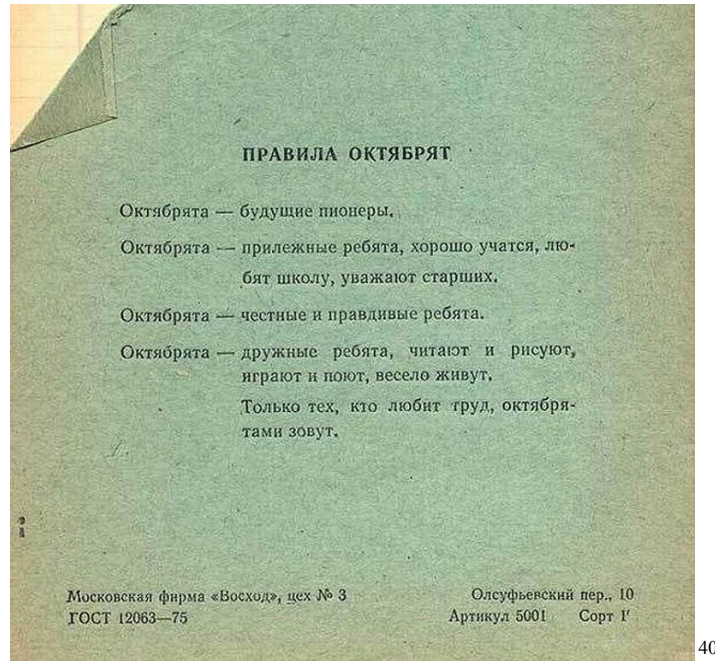 ПРАВИЛА ОКТЯБРЯТ
Октябрята — будущие пионеры.
Октябрята — прилежные ребята, хорошо учатся, лю-
бят школу, уважают старших.
Октябрята — честные и правдивые ребята.
Октябрята — дружные ребята, читают и рисуют,
играют и поют, весело живут.
Только тех, кто любит труд, октября-
тами зовут.
Московская фирма «Восход», цех № 3 Олсуфьевский пер., 10
ГОСТ 12063—75 Артикул 5001 Сорт 1
40